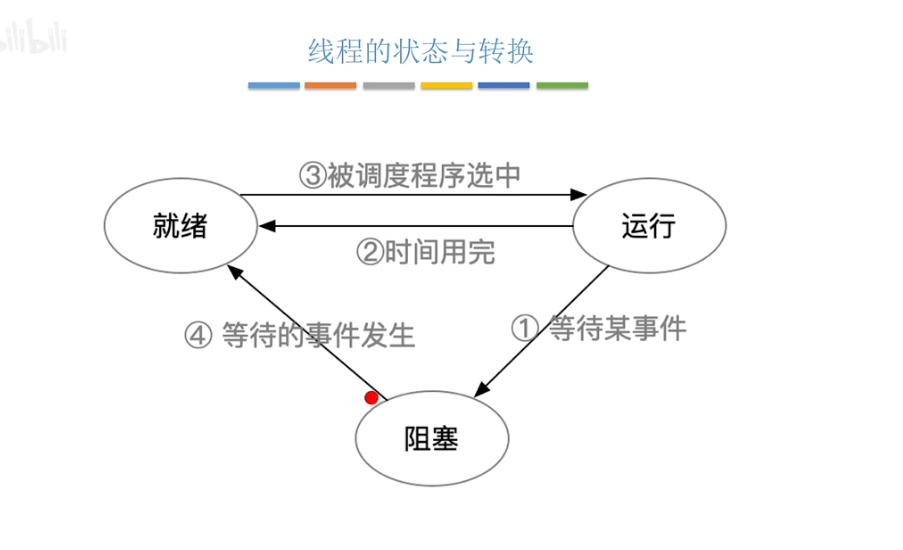 线程的状态与转换
③被调度程序选中
就绪
运行
②时间用完
④ 等待的事件发生
① 等待某事件
阻塞